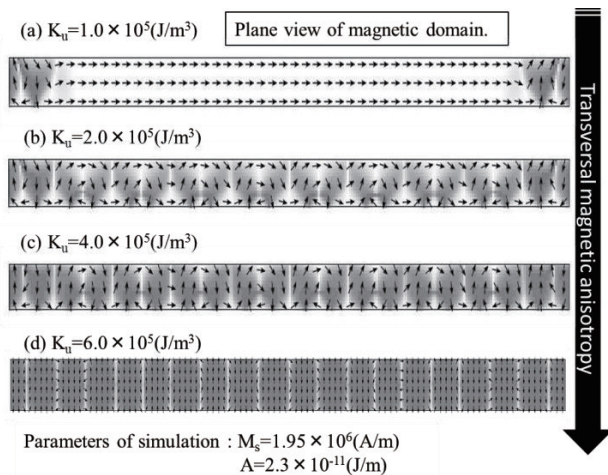 (a) Kᵤ=1.0 × 10⁵(J/m³)
Plane view of magnetic domain.
(b) Kᵤ=2.0 × 10⁵(J/m³)
(c) Kᵤ=4.0 × 10⁵(J/m³)
(d) Kᵤ=6.0 × 10⁵(J/m³)
Transversal magnetic anisotropy
Parameters of simulation : Mₛ=1.95 × 10⁶(A/m)
A=2.3 × 10⁻¹¹(J/m)